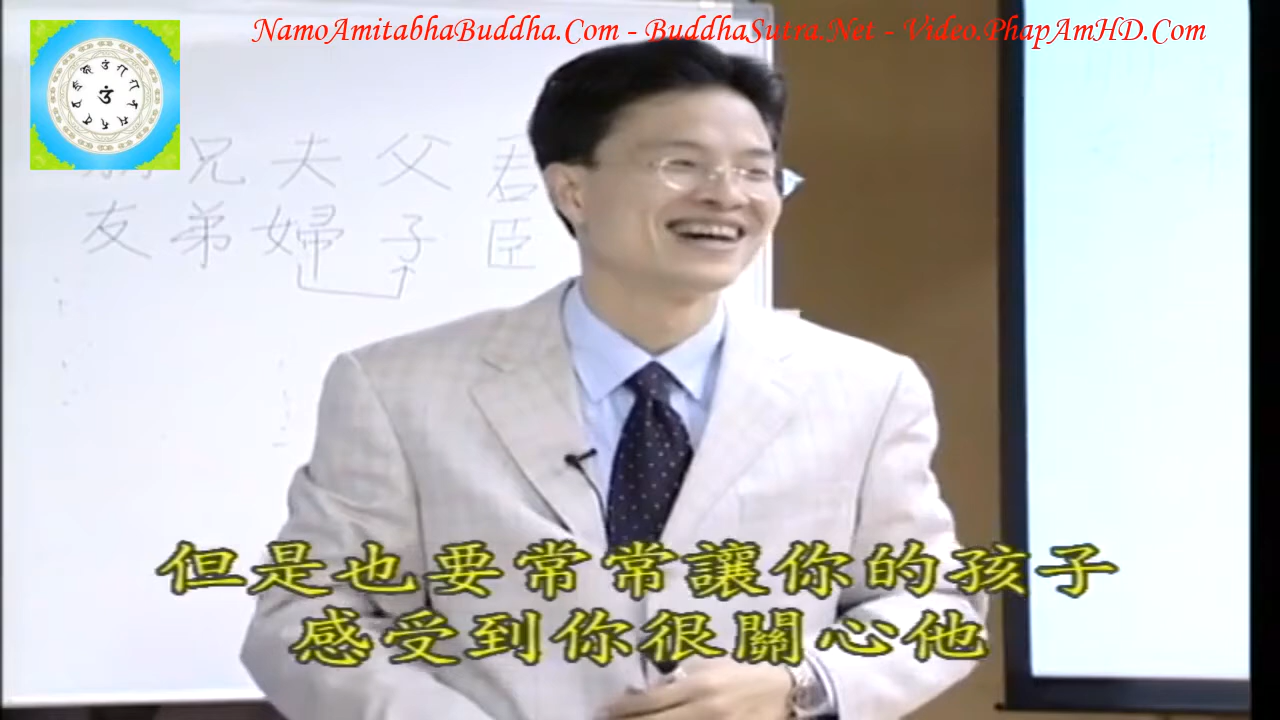 NamoAmitabhaBuddha.Com - BuddhaSutra.Net - Video.PhapAmHD.Com
兄 夫 父 君
友 弟 婦 子 臣
但是也要常常讓你的孩子
感受到你很關心他